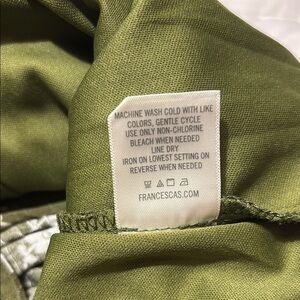 MACHINE WASH COLD WITH LIKE
COLORS, GENTLE CYCLE
USE ONLY NON-CHLORINE
BLEACH WHEN NEEDED
LINE DRY
IRON ON LOWEST SETTING ON
REVERSE WHEN NEEDED
FRANCESCAS.COM